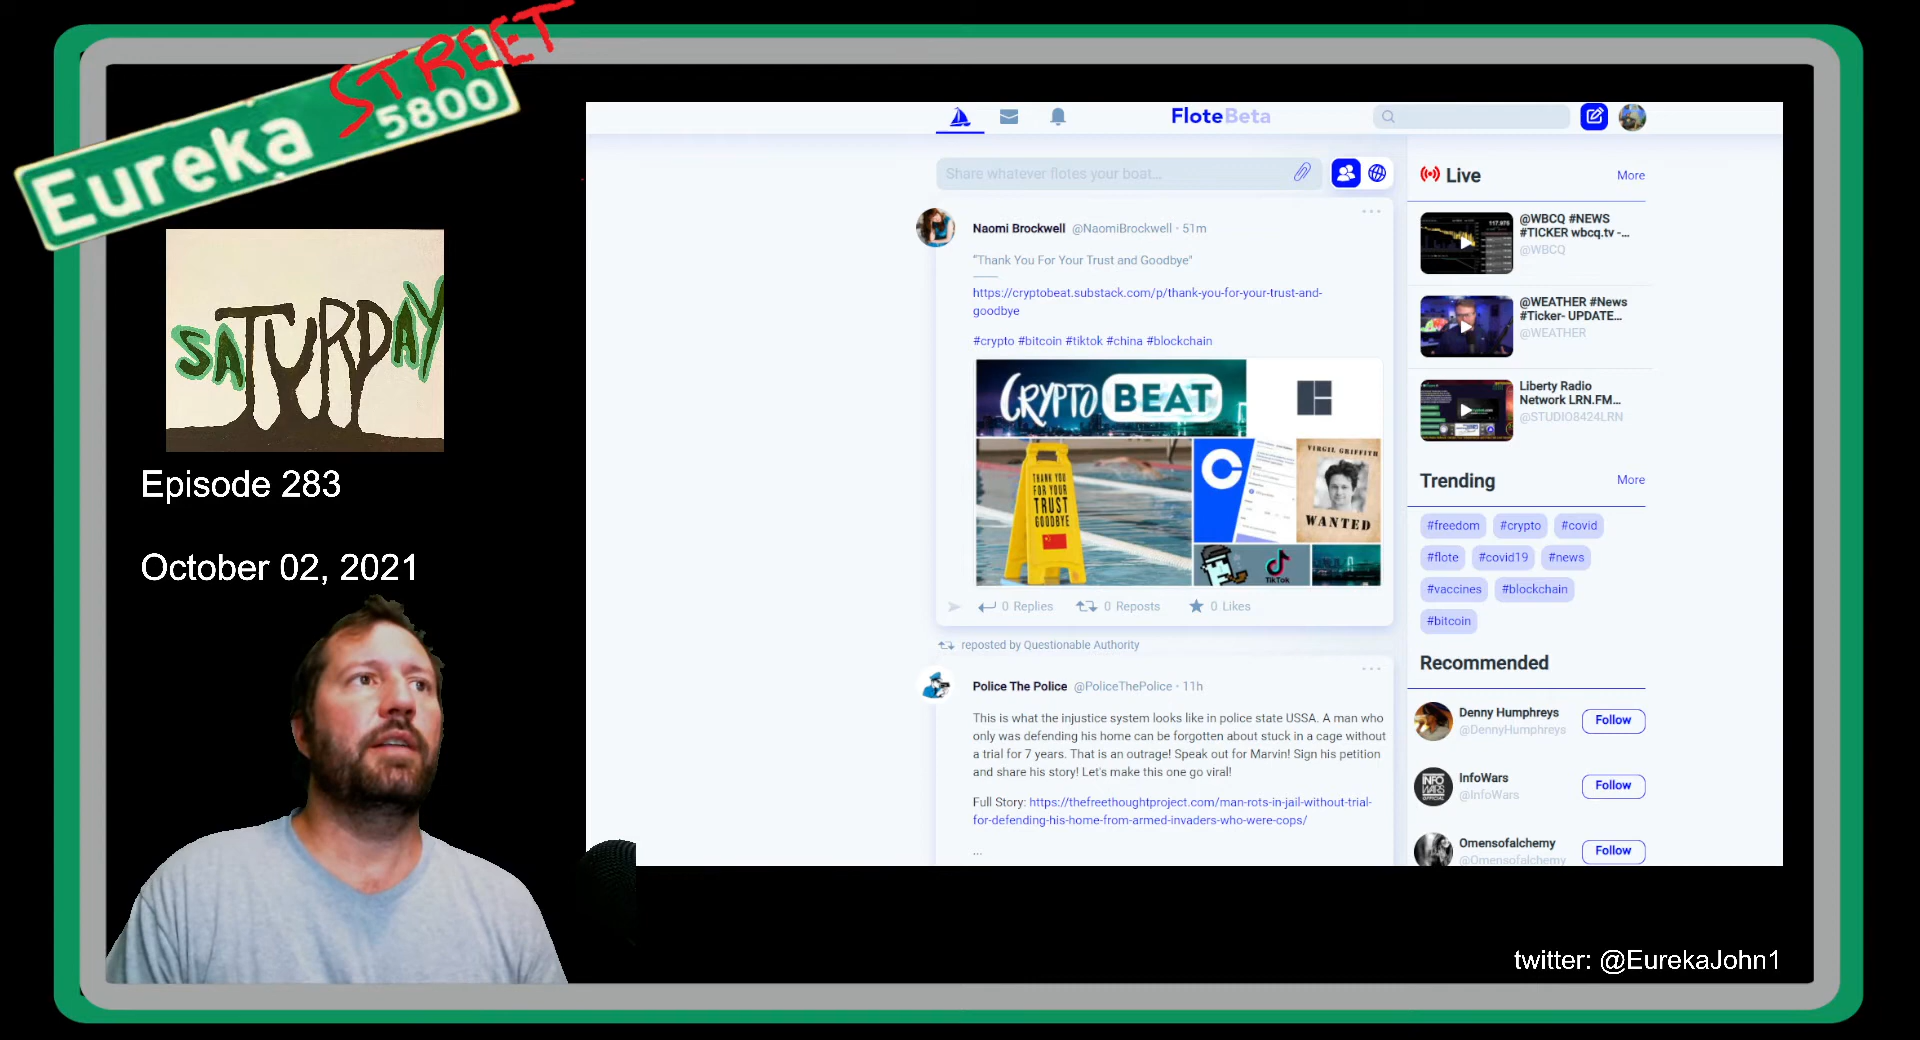 Eureka STREET
5800
SATURDAY
Episode 283
October 02, 2021
FloteBeta
Share whatever flotes your boat...
Naomi Brockwell @NaomiBrockwell · 51m
"Thank You For Your Trust and Goodbye"
https://cryptobeat.substack.com/p/thank-you-for-your-trust-and-
goodbye
#crypto #bitcoin #tiktok #china #blockchain
CRYPTO BEAT
THANK YOU
FOR YOUR
TRUST
GOODBYE
VIRGIL GRIFFITH
WANTED
TikTok
0 Replies 0 Reposts 0 Likes
reposted by Questionable Authority
Police The Police @PoliceThePolice · 11h
This is what the injustice system looks like in police state USSA. A man who
only was defending his home can be forgotten about stuck in a cage without
a trial for 7 years. That is an outrage! Speak out for Marvin! Sign his petition
and share his story! Let's make this one go viral!
Full Story: https://thefreethoughtproject.com/man-rots-in-jail-without-trial-
for-defending-his-home-from-armed-invaders-who-were-cops/
...
Live More
117.975
@WBCQ #NEWS
#TICKER wbcq.tv -...
@WBCQ
@WEATHER #News
#Ticker- UPDATE...
@WEATHER
Liberty Radio
Network LRN.FM...
@STUDIO8424LRN
Trending More
#freedom #crypto #covid
#flote #covid19 #news
#vaccines #blockchain
#bitcoin
Recommended
Denny Humphreys
@DennyHumphreys
Follow
INFO
WARS
InfoWars
@InfoWars
Follow
Omensofalchemy
@Omensofalchemy
Follow
twitter: @EurekaJohn1